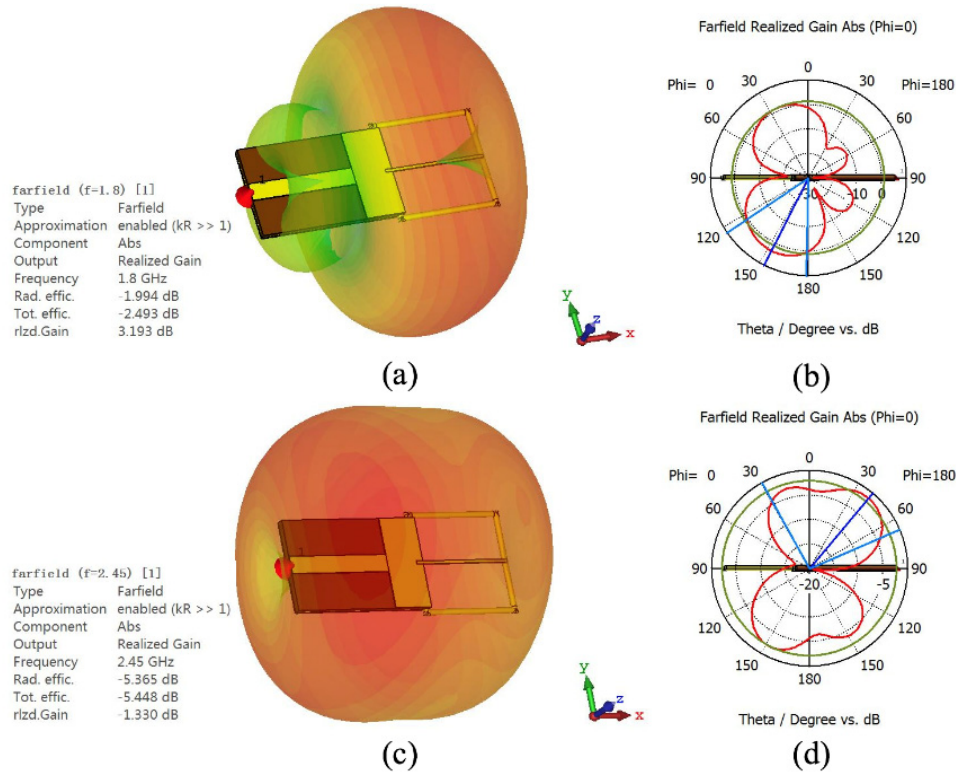 farfield (f=1.8) [1]
Type Farfield
Approximation enabled (kR >> 1)
Component Abs
Output Realized Gain
Frequency 1.8 GHz
Rad. effic. -1.994 dB
Tot. effic. -2.493 dB
rlzd.Gain 3.193 dB
1
y
z
x
(a)
Farfield Realized Gain Abs (Phi=0)
0
30 30
Phi= 0 Phi=180
60 60
90 -30 -10 0 90
120 120
150 150
180
Theta / Degree vs. dB
(b)
farfield (f=2.45) [1]
Type Farfield
Approximation enabled (kR >> 1)
Component Abs
Output Realized Gain
Frequency 2.45 GHz
Rad. effic. -5.365 dB
Tot. effic. -5.448 dB
rlzd.Gain -1.330 dB
1
y
z
x
(c)
Farfield Realized Gain Abs (Phi=0)
0
30 30
Phi= 0 Phi=180
60 60
90 -20 -5 90
120 120
150 150
180
Theta / Degree vs. dB
(d)